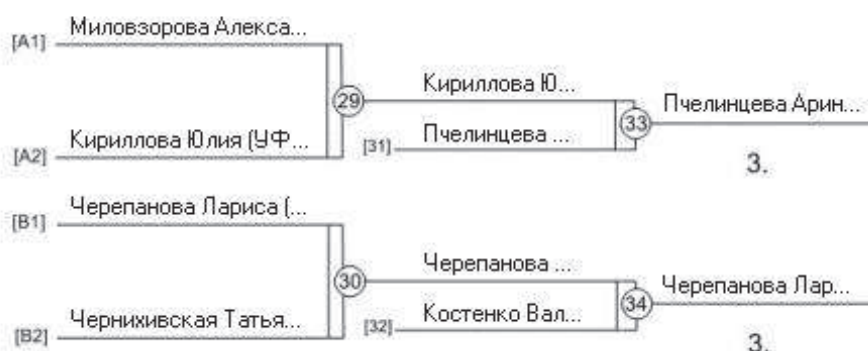 [A1] Миловзорова Алекса...
29
Кириллова Ю...
33
Пчелинцева Арин...
[A2] Кириллова Юлия (УФ...
[31] Пчелинцева ...
3.
[B1] Черепанова Лариса (...
30
Черепанова ...
34
Черепанова Лар...
[B2] Чернихивская Татья...
[32] Костенко Вал...
3.